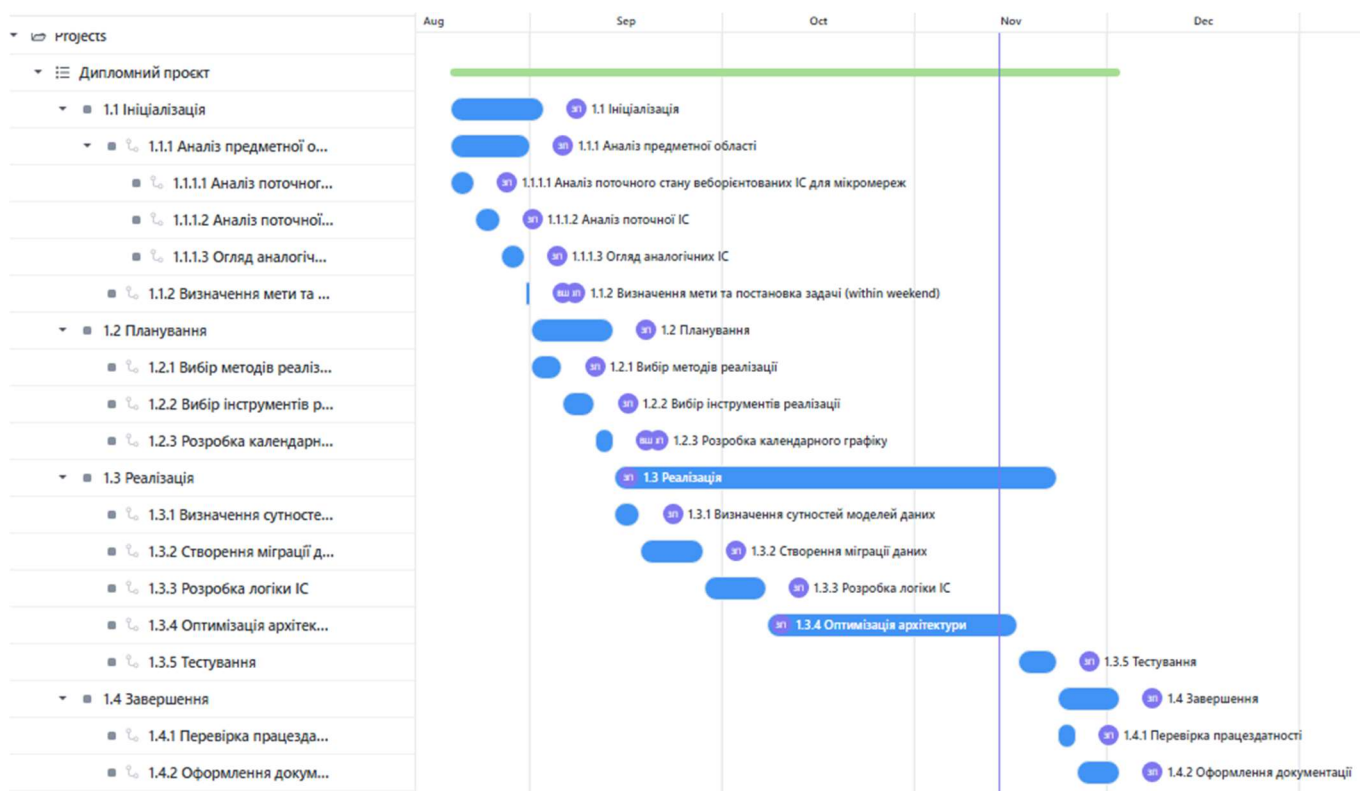 Aug Sep Oct Nov Dec
Projects
Дипломний проєкт
1.1 Ініціалізація ЗП 1.1 Ініціалізація
1.1.1 Аналіз предметної о... ЗП 1.1.1 Аналіз предметної області
1.1.1.1 Аналіз поточног... ЗП 1.1.1.1 Аналіз поточного стану веборієнтованих ІС для мікромереж
1.1.1.2 Аналіз поточної... ЗП 1.1.1.2 Аналіз поточної ІС
1.1.1.3 Огляд аналогіч... ЗП 1.1.1.3 Огляд аналогічних ІС
1.1.2 Визначення мети та ... ВШ ІП 1.1.2 Визначення мети та постановка задачі (within weekend)
1.2 Планування ЗП 1.2 Планування
1.2.1 Вибір методів реаліз... ЗП 1.2.1 Вибір методів реалізації
1.2.2 Вибір інструментів р... ЗП 1.2.2 Вибір інструментів реалізації
1.2.3 Розробка календарн... ВШ ІП 1.2.3 Розробка календарного графіку
1.3 Реалізація ЗП 1.3 Реалізація
1.3.1 Визначення сутносте... ЗП 1.3.1 Визначення сутностей моделей даних
1.3.2 Створення міграції д... ЗП 1.3.2 Створення міграції даних
1.3.3 Розробка логіки ІС ЗП 1.3.3 Розробка логіки ІС
1.3.4 Оптимізація архітек... ЗП 1.3.4 Оптимізація архітектури
1.3.5 Тестування ЗП 1.3.5 Тестування
1.4 Завершення ЗП 1.4 Завершення
1.4.1 Перевірка працезда... ЗП 1.4.1 Перевірка працездатності
1.4.2 Оформлення докум... ЗП 1.4.2 Оформлення документації